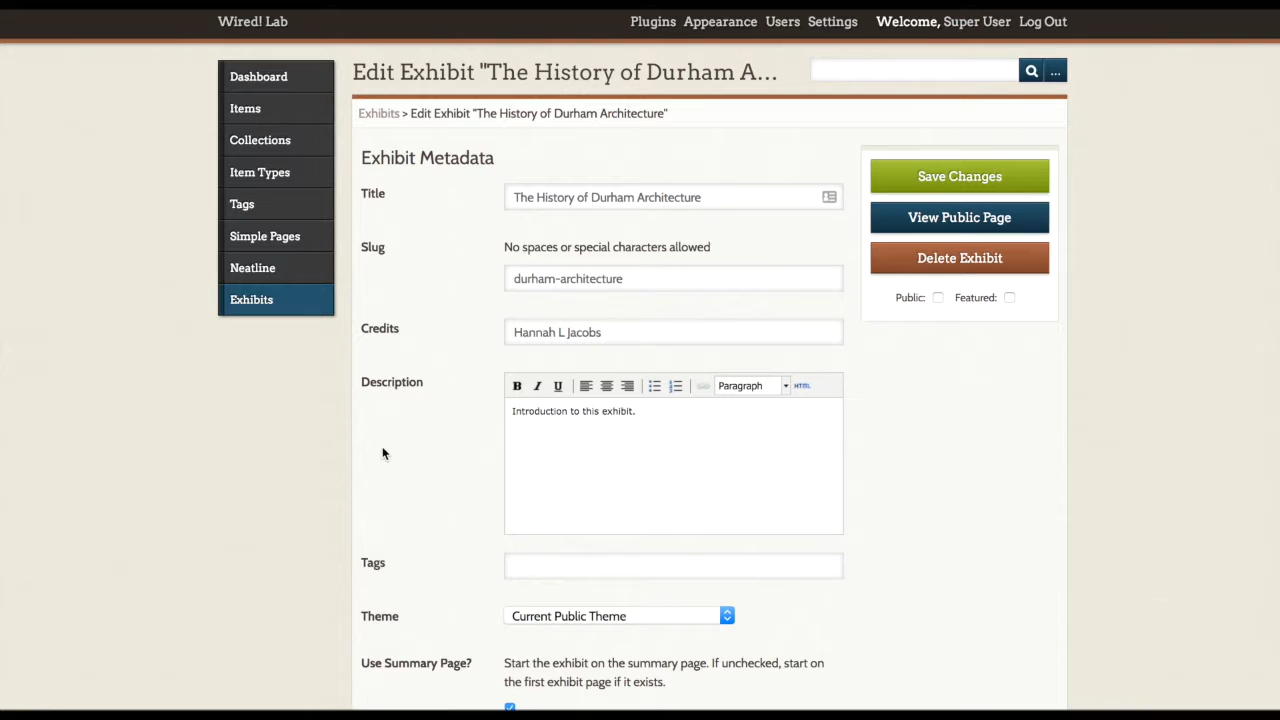 Wired! Lab
Plugins Appearance Users Settings Welcome, Super User Log Out
Dashboard
Items
Collections
Item Types
Tags
Simple Pages
Neatline
Exhibits
Edit Exhibit "The History of Durham A...
...
Exhibits > Edit Exhibit "The History of Durham Architecture"
Exhibit Metadata
Title
The History of Durham Architecture
Slug
No spaces or special characters allowed
durham-architecture
Credits
Hannah L Jacobs
Description
B I U Paragraph HTML
Introduction to this exhibit.
Tags
Theme
Current Public Theme
Use Summary Page?
Start the exhibit on the summary page. If unchecked, start
on the first exhibit page if it exists.
Save Changes
View Public Page
Delete Exhibit
Public: Featured: